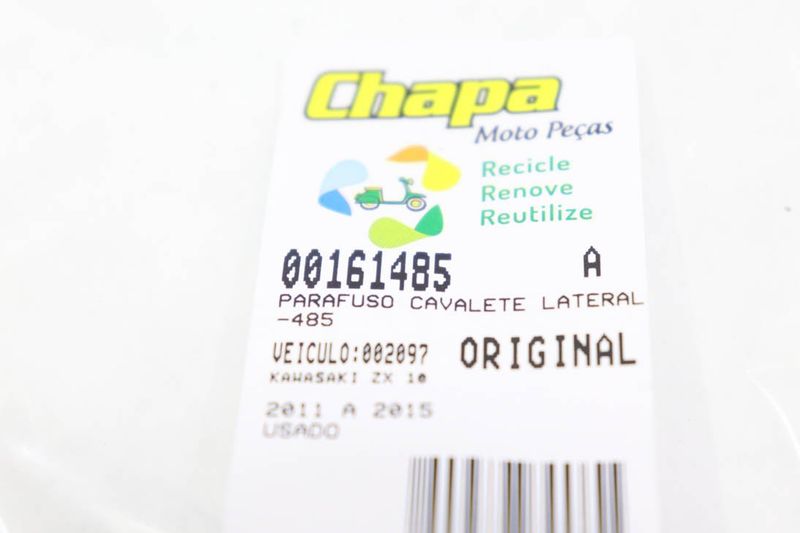 Chapa
Moto Peças
Recicle
Renove
Reutilize
00161485 A
PARAFUSO CAVALETE LATERAL
-485
VEICULO:002097 ORIGINAL
KAWASAKI ZX 10
2011 A 2015
USADO